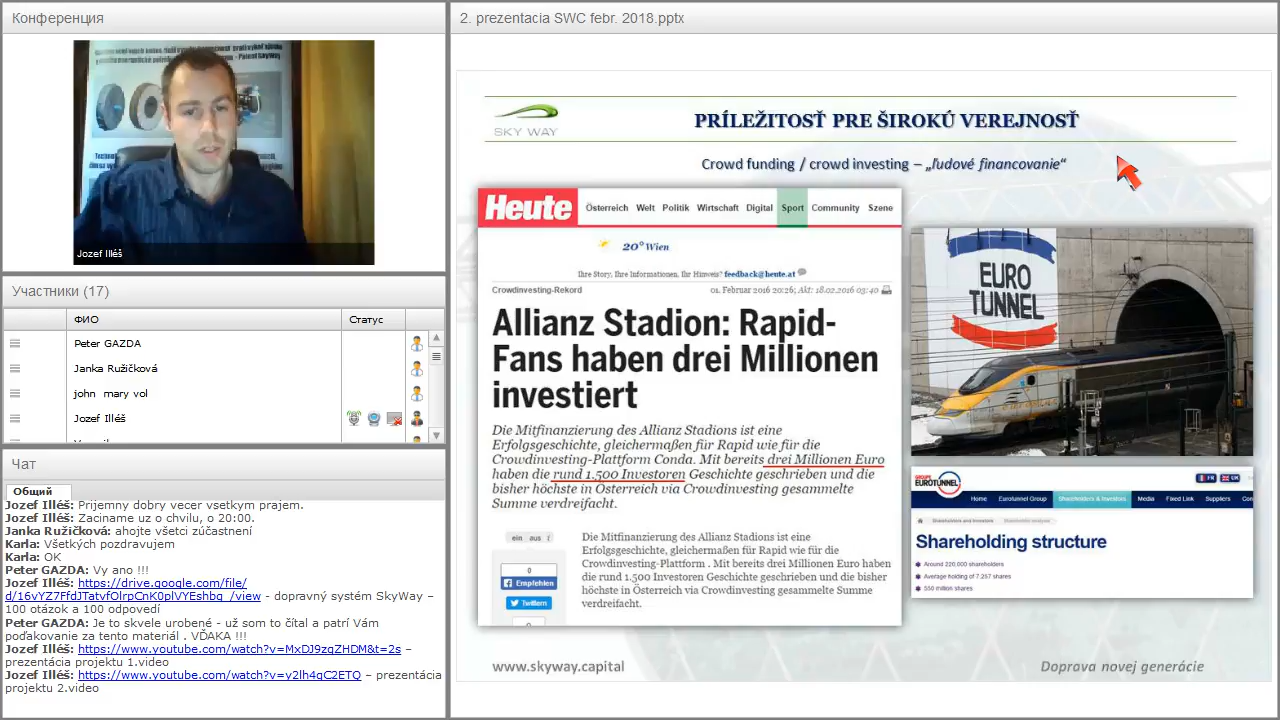 Конференция
Jozef Illéš
Участники (17)
ФИО
Статус
Peter GAZDA
Janka Ružičková
john mary vol
Jozef Illéš
Чат
Общий
Jozef Illéš: Prijemny dobry vecer vsetkym prajem.
Jozef Illéš: Zaciname uz o chvilu, o 20:00.
Janka Ružičková: ahojte všetci zúčastnení
Karla: Všetkých pozdravujem
Karla: OK
Peter GAZDA: Vy ano !!!
Jozef Illéš: https://drive.google.com/file/
- dopravný systém SkyWay –
100 otázok a 100 odpovedí
Peter GAZDA: Je to skvele urobené - už som to čítal a patrí Vám
poďakovanie za tento materiál . VĎAKA !!!
Jozef Illéš: https://www.youtube.com/watch?v=MxDJ9zqZHDM&t=2s –
prezentácia projektu 1.video
Jozef Illéš: https://www.youtube.com/watch?v=y2lh4gC2ETQ – prezentácia
projektu 2.video
2. prezentacia SWC febr. 2018.pptx
SKY WAY
PRÍLEŽITOSŤ PRE ŠIROKÚ VEREJNOSŤ
Crowd funding / crowd investing – „ľudové financovanie“
Heute
Österreich Welt Politik Wirtschaft Digital Sport Community Szene
20° Wien
Ihre Story, Ihre Informationen, Ihr Hinweis? feedback@heute.at
Crowdinvesting-Rekord
01. Februar 2016 20:26; Akt: 18.02.2016 03:40
Allianz Stadion: Rapid-
Fans haben drei Millionen
investiert
Die Mitfinanzierung des Allianz Stadions ist eine
Erfolgsgeschichte, gleichermaßen für Rapid wie für die
Crowdinvesting-Plattform Conda. Mit bereits drei Millionen Euro
haben die rund 1.500 Investoren Geschichte geschrieben und die
bisher höchste in Österreich via Crowdinvesting gesammelte
Summe verdreifacht.
ein aus i
0
Empfehlen
Twittern
0
Die Mitfinanzierung des Allianz Stadions ist eine
Erfolgsgeschichte, gleichermaßen für Rapid wie für die
Crowdinvesting-Plattform . Mit bereits drei Millionen Euro haben
die rund 1.500 Investoren Geschichte geschrieben und die bisher
höchste in Österreich via Crowdinvesting gesammelte Summe
verdreifacht.
EURO
TUNNEL
GROUPE
EUROTUNNEL
FR UK
Home Eurotunnel Group Shareholders & Investors Media Fixed Link Suppliers
Shareholders and Investors Shareholding analysis
Shareholding structure
Around 220,000 shareholders
Average holding of 7.257 shares
550 million shares
www.skyway.capital
Doprava novej generácie